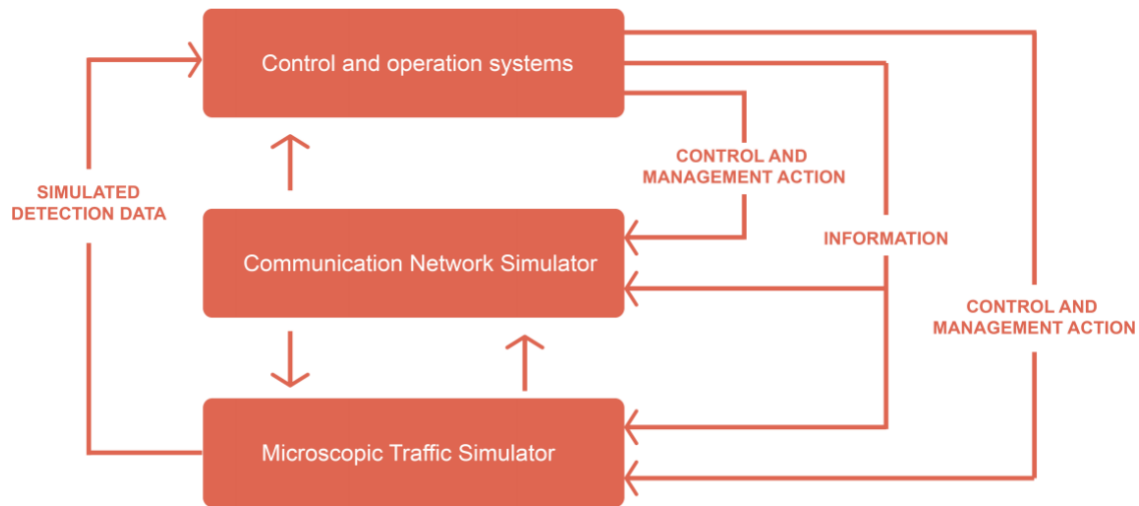 Control and operation systems
CONTROL AND
MANAGEMENT ACTION
SIMULATED
DETECTION DATA
INFORMATION
Communication Network Simulator
CONTROL AND
MANAGEMENT ACTION
Microscopic Traffic Simulator